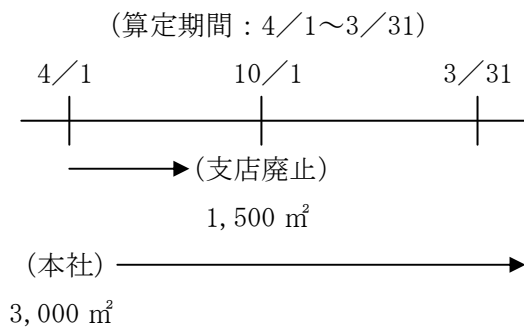 （算定期間：4／1～3／31）
4／1 10／1 3／31
（支店廃止）
1,500 ㎡
（本社）
3,000 ㎡